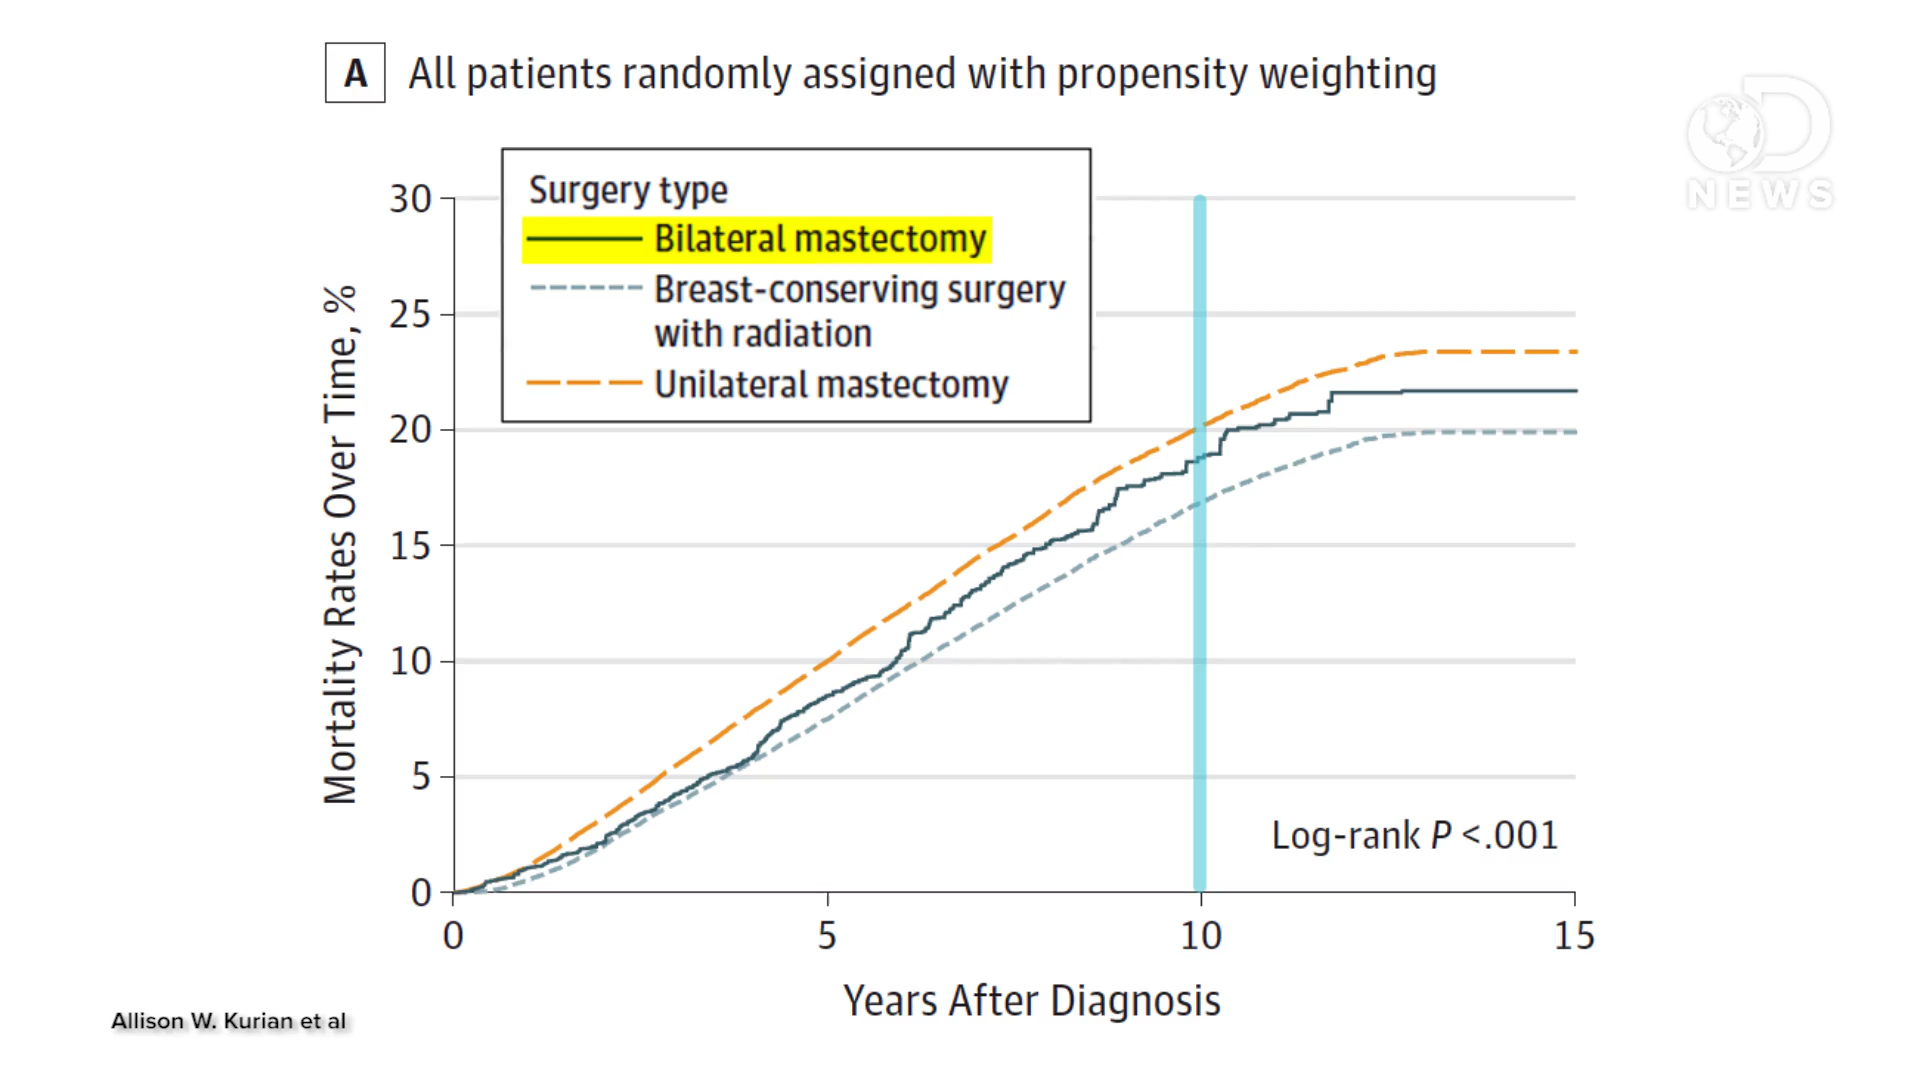 A All patients randomly assigned with propensity weighting
D
NEWS
Surgery type
Bilateral mastectomy
Breast-conserving surgery
with radiation
Unilateral mastectomy
Mortality Rates Over Time, %
30
25
20
15
10
5
0
Log-rank P <.001
0 5 10 15
Years After Diagnosis
Allison W. Kurian et al